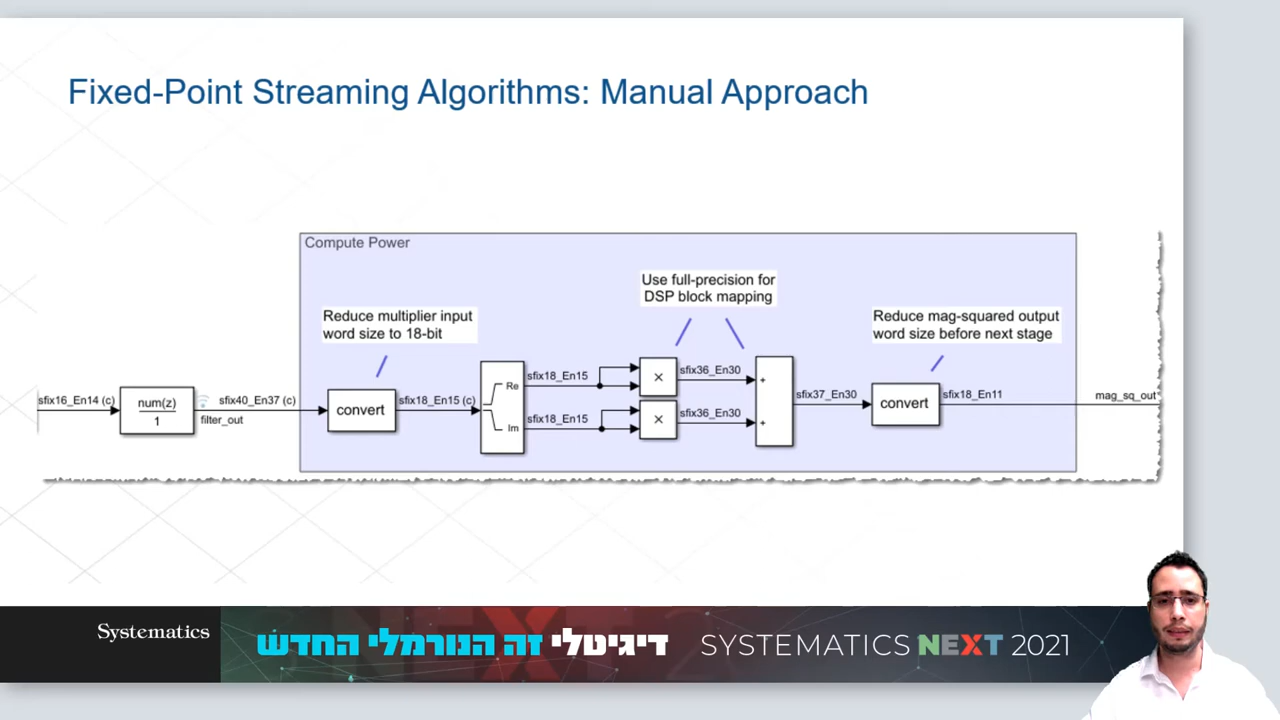 Fixed-Point Streaming Algorithms: Manual Approach
Compute Power
Use full-precision for
DSP block mapping
Reduce multiplier input
word size to 18-bit
Reduce mag-squared output
word size before next stage
sfix16_En14 (c)
num(z)
1
sfix40_En37 (c)
filter_out
convert
sfix18_En15 (c)
Re
Im
sfix18_En15
sfix18_En15
×
×
sfix36_En30
sfix36_En30
+
+
sfix37_En30
convert
sfix18_En11
mag_sq_out
Systematics
דיגיטלי זה הנורמלי החדש
SYSTEMATICS NEXT 2021